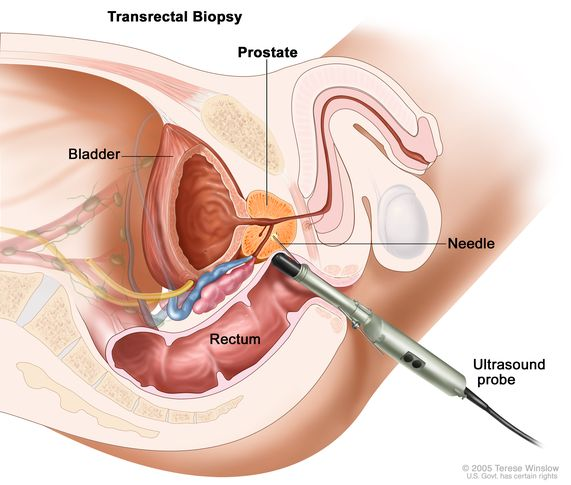 Transrectal Biopsy
Prostate
Bladder
Needle
Rectum
Ultrasound
probe
© 2005 Terese Winslow
U.S. Govt. has certain rights